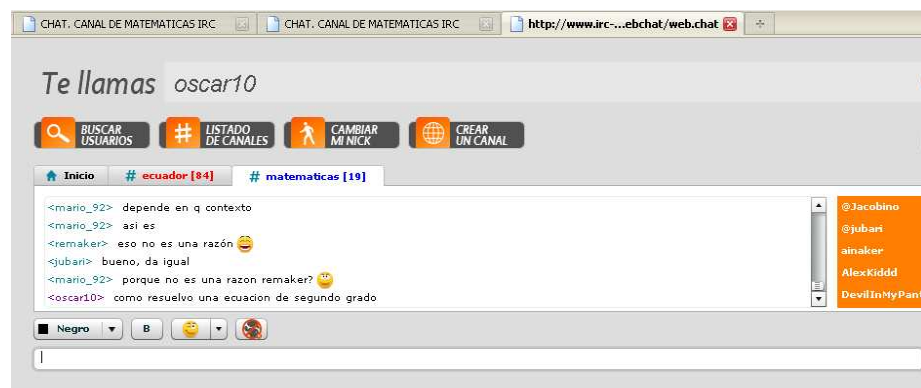 CHAT. CANAL DE MATEMATICAS IRC
CHAT. CANAL DE MATEMATICAS IRC
http://www.irc-...ebchat/web.chat
Te llamas oscar10
BUSCAR
USUARIOS
LISTADO
DE CANALES
CAMBIAR
MI NICK
CREAR
UN CANAL
Inicio
# ecuador [84]
# matematicas [19]
<mario_92> depende en q contexto
<mario_92> asi es
<remaker> eso no es una razón
<jubari> bueno, da igual
<mario_92> porque no es una razon remaker?
<oscar10> como resuelvo una ecuacion de segundo grado
@Jacobino
@jubari
ainaker
AlexKiddd
DevilInMyPant
Negro
B